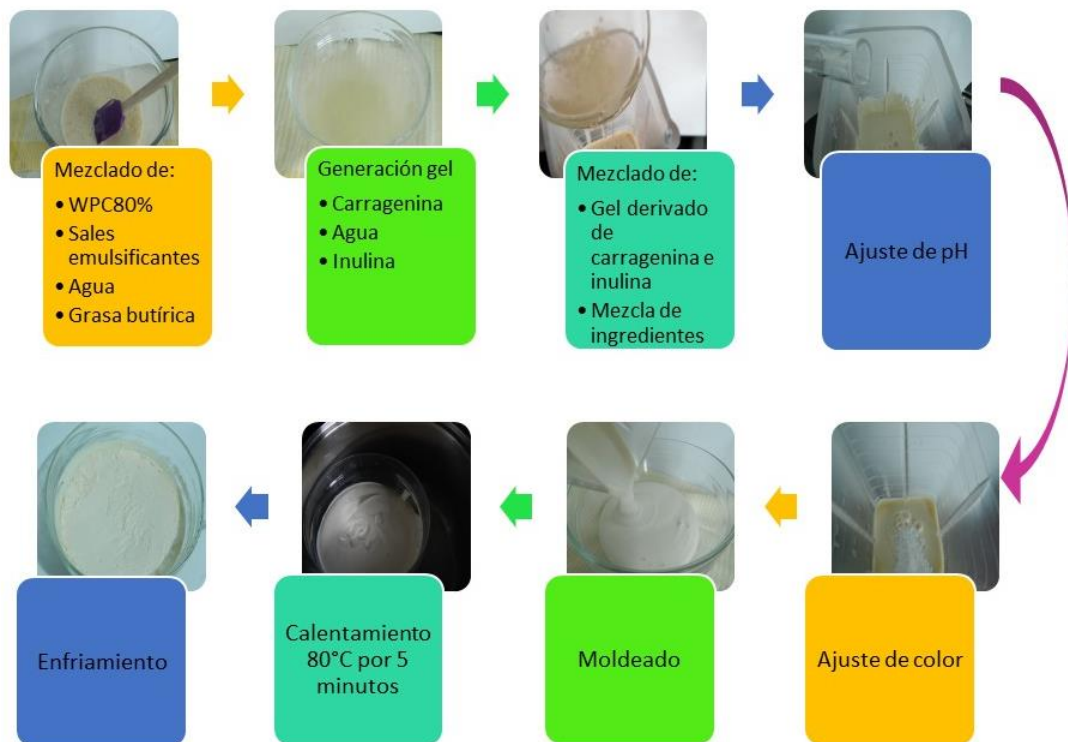 Mezclado de:
• WPC80%
• Sales
emulsificantes
• Agua
• Grasa butírica
Generación gel
• Carragenina
• Agua
• Inulina
Mezclado de:
• Gel derivado
de
carragenina e
inulina
• Mezcla de
ingredientes
Ajuste de pH
Ajuste de color
Moldeado
Calentamiento
80°C por 5
minutos
Enfriamiento